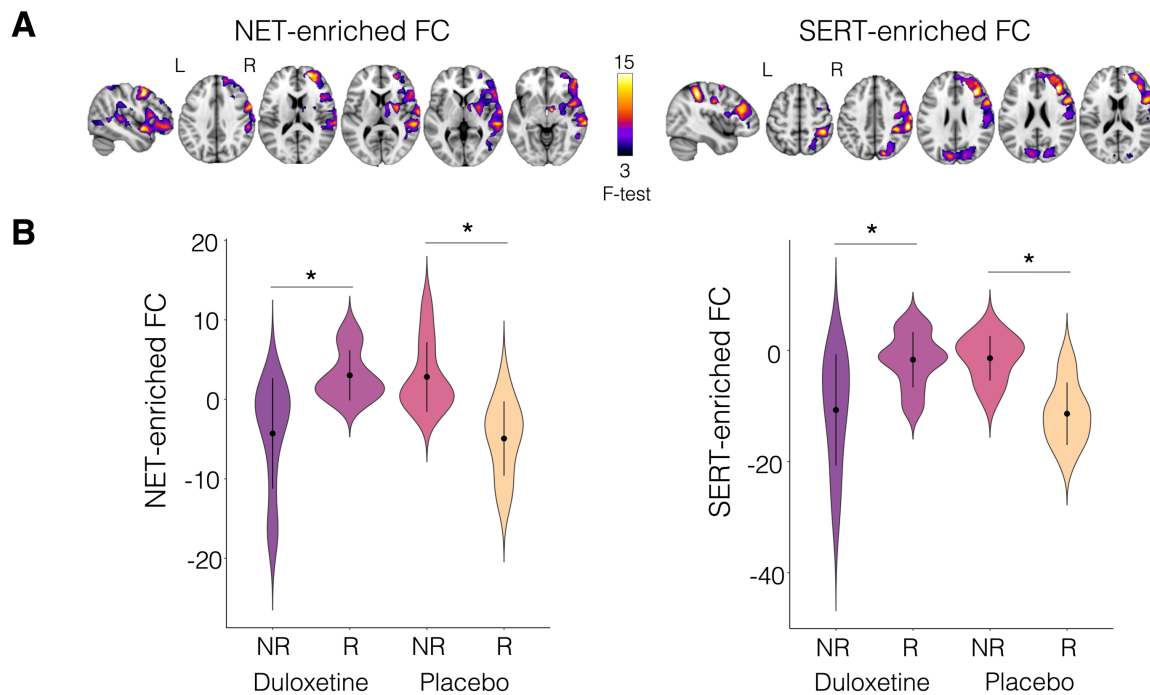 A
NET-enriched FC
SERT-enriched FC
L R
15
3
F-test
L R
B
NET-enriched FC
20
10
0
-10
-20
*
*
NR R NR R
Duloxetine Placebo
SERT-enriched FC
0
-20
-40
*
*
NR R NR R
Duloxetine Placebo